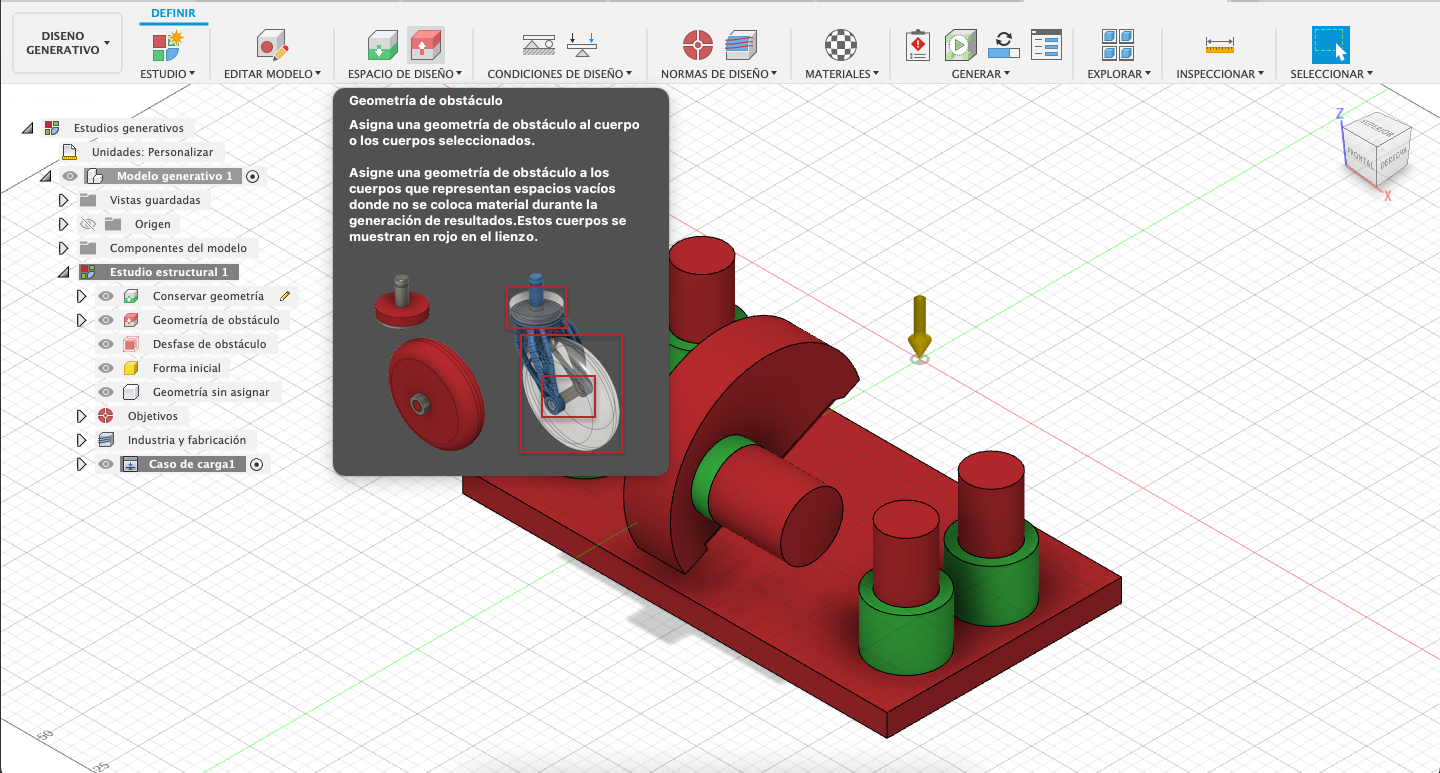 DEFINIR
DISENO
GENERATIVO
ESTUDIO
EDITAR MODELO
ESPACIO DE DISEÑO
CONDICIONES DE DISEÑO
NORMAS DE DISEÑO
MATERIALES
GENERAR
EXPLORAR
INSPECCIONAR
SELECCIONAR
Geometría de obstáculo
Asigna una geometría de obstáculo al cuerpo
o los cuerpos seleccionados.
Asigne una geometría de obstáculo a los
cuerpos que representan espacios vacíos
donde no se coloca material durante la
generación de resultados.Estos cuerpos se
muestran en rojo en el lienzo.
Estudios generativos
Unidades: Personalizar
Modelo generativo 1
Vistas guardadas
Origen
Componentes del modelo
Estudio estructural 1
Conservar geometría
Geometría de obstáculo
Desfase de obstáculo
Forma inicial
Geometría sin asignar
Objetivos
Industria y fabricación
Caso de carga1
Z
SUPERIOR
FRONTAL
DERECHA
X
50
25